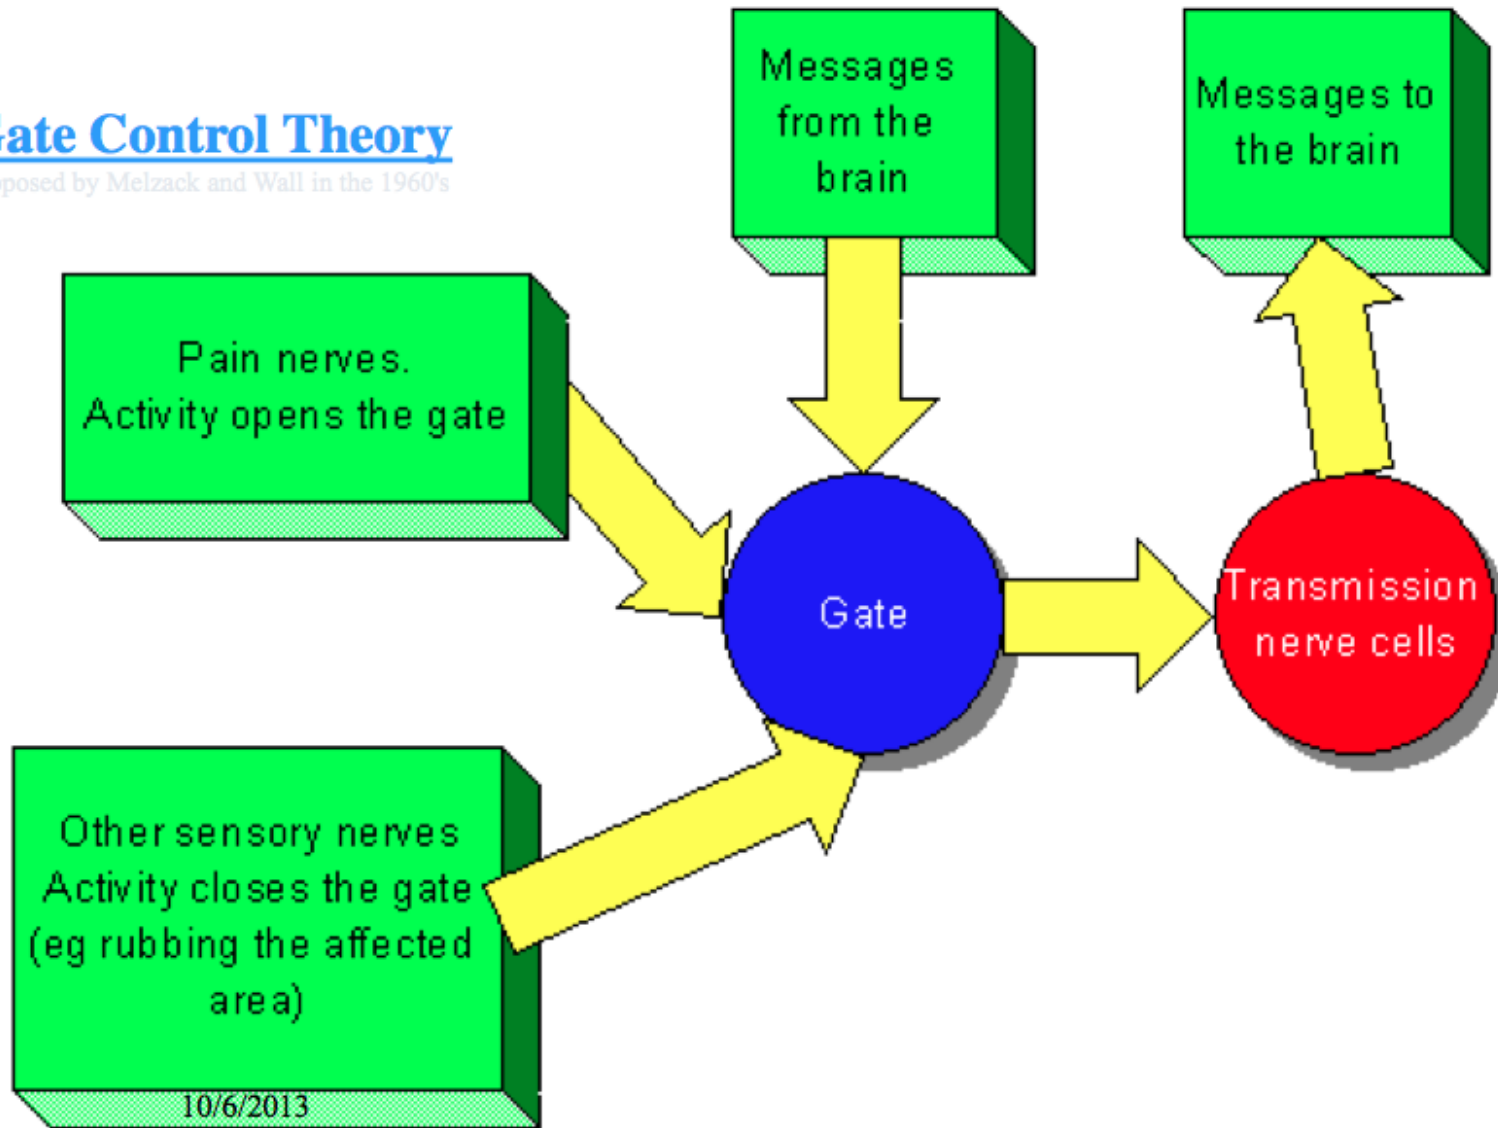 ate Control Theory
posed by Melzack and Wall in the 1960's
Messages
from the
brain
Messages to
the brain
Pain nerves.
Activity opens the gate
Gate
Transmission
nerve cells
Other sensory nerves
Activity closes the gate
(eg rubbing the affected
area)
10/6/2013